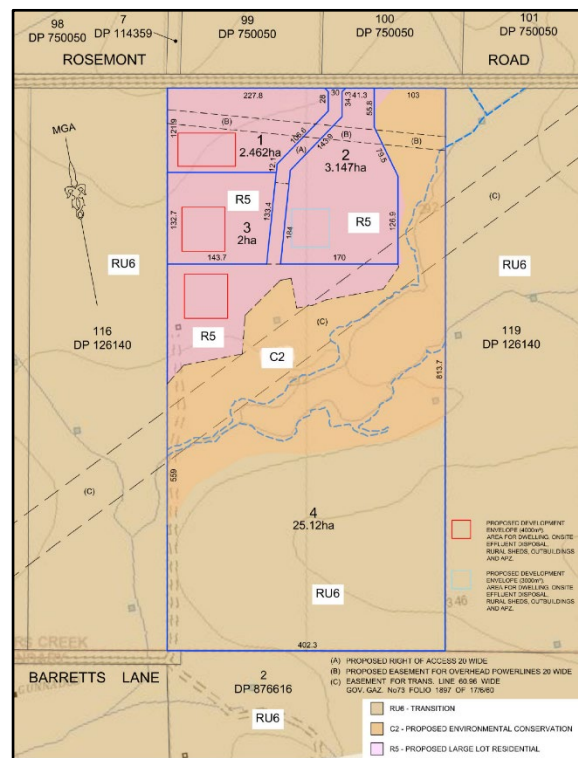 98
7
99
100
101
DP 114359
DP 750050
DP 750050
DP 750050
DP 750050
ROSEMONT
ROAD
227.8
28
30
34.3
41.3
55.8
103
(B)
121.9
106.6
(B)
(B)
MGA
1
2.462ha
12.1
(A)
143.9
2
3.147ha
79.5
(C)
R5
R5
132.7
3
2ha
133.4
184
126.9
292
RU6
RU6
143.7
170
(C)
R5
116
DP 126140
119
DP 126140
C2
813.7
559
(C)
4
25.12ha
PROPOSED DEVELOPMENT
ENVELOPE (4000m²).
AREA FOR DWELLING, ONSITE
EFFLUENT DISPOSAL,
RURAL SHEDS, OUTBUILDINGS
AND APZ.
PROPOSED DEVELOPMENT
ENVELOPE (3800m²).
AREA FOR DWELLING, ONSITE
EFFLUENT DISPOSAL,
RURAL SHEDS, OUTBUILDINGS
AND APZ.
346
RU6
RS CREEK
402.3
BARRETTS LANE
2
DP 876616
RU6
(A) PROPOSED RIGHT OF ACCESS 20 WIDE
(B) PROPOSED EASEMENT FOR OVERHEAD POWERLINES 20 WIDE
(C) EASEMENT FOR TRANS. LINE 60.96 WIDE
GOV. GAZ. No73 FOLIO 1897 OF 17/6/60
RU6 - TRANSITION
C2 - PROPOSED ENVIRONMENTAL CONSERVATION
R5 - PROPOSED LARGE LOT RESIDENTIAL